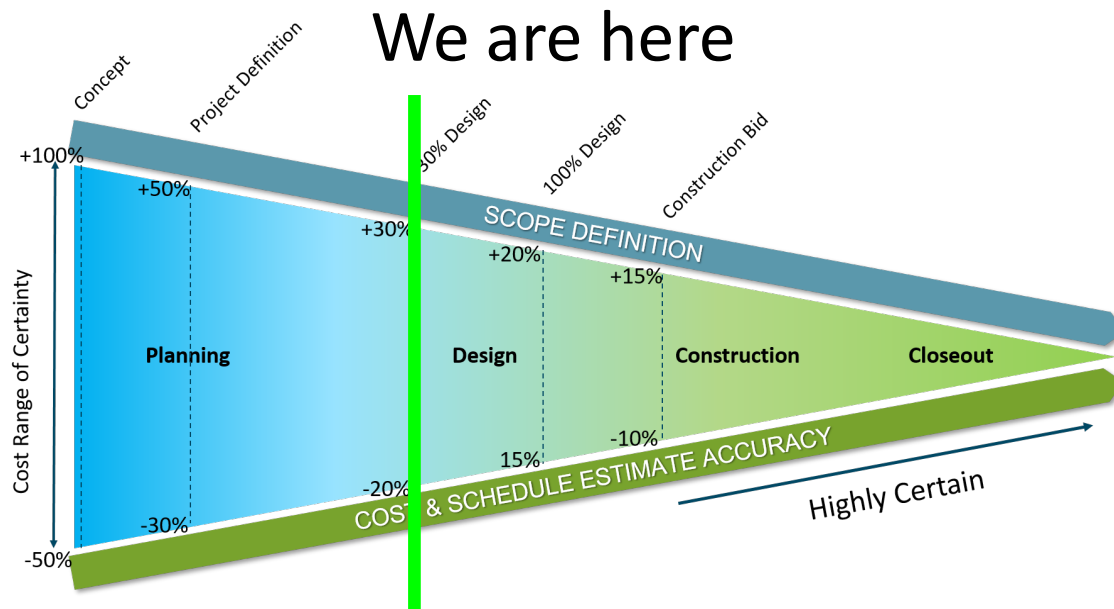 We are here
Concept
Project Definition
30% Design
100% Design
Construction Bid
+100%
+50%
+30%
+20%
+15%
SCOPE DEFINITION
Cost Range of Certainty
Planning
Design
Construction
Closeout
-50%
-30%
-20%
15%
-10%
COST & SCHEDULE ESTIMATE ACCURACY
Highly Certain